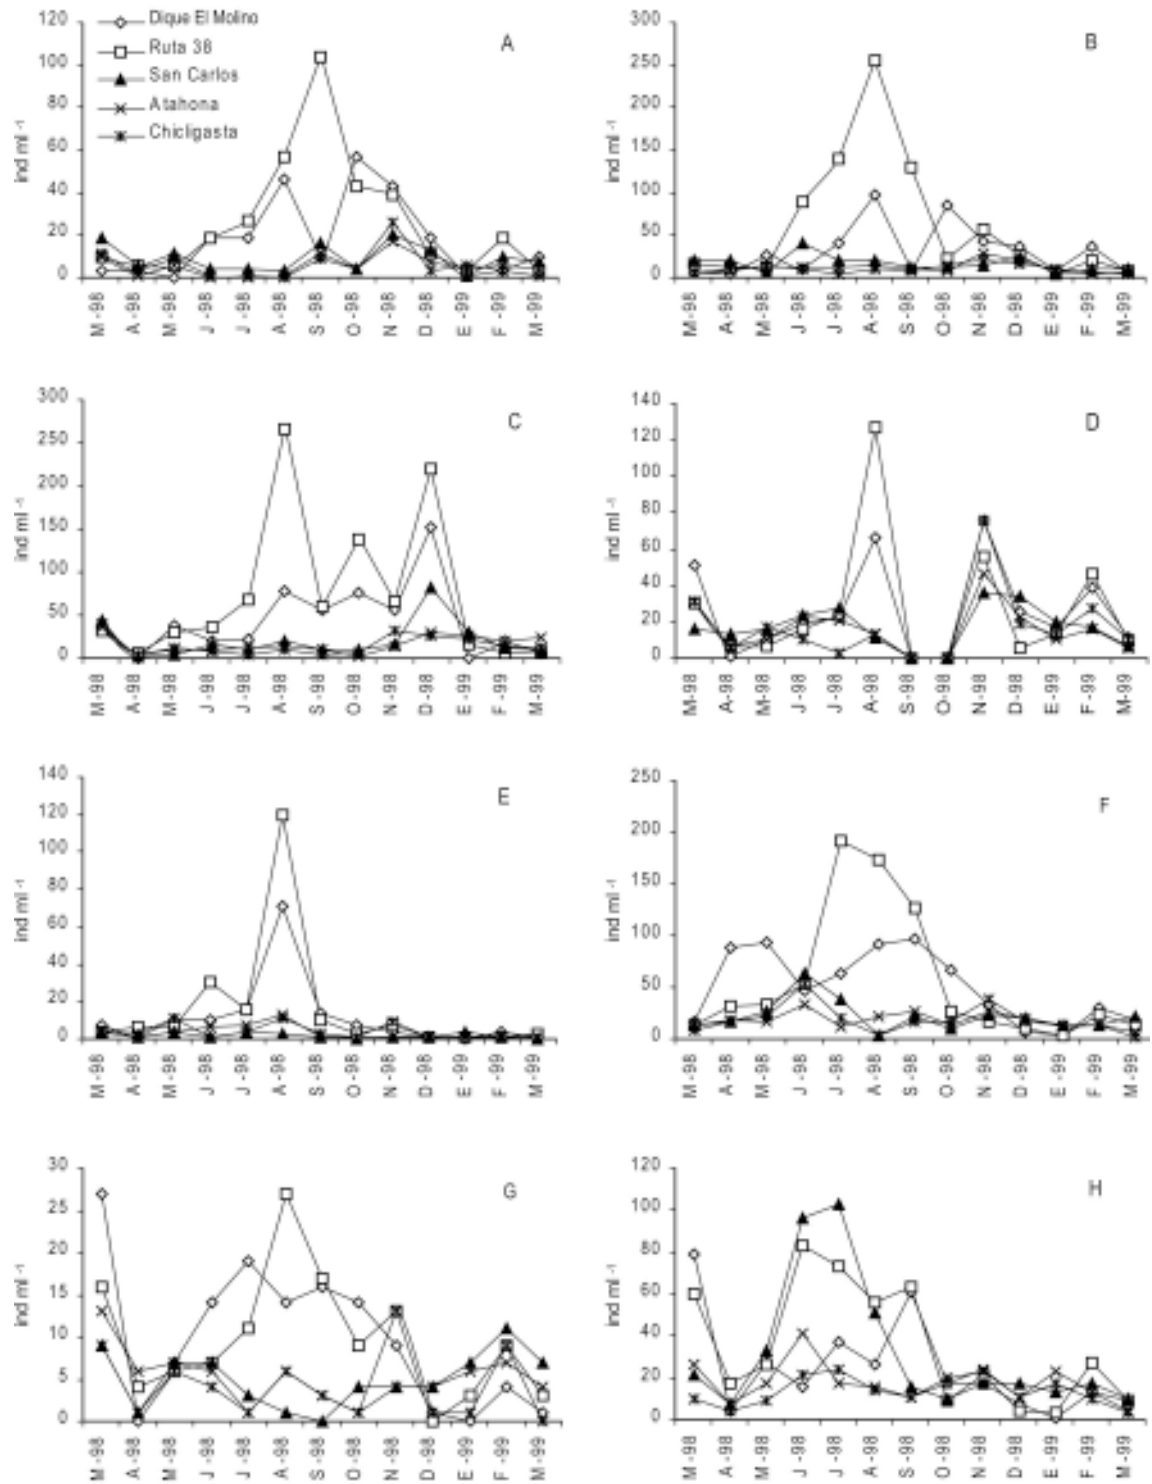 Dique El Molino
Ruta 38
San Carlos
Atahona
Chicligasta
A
ind ml -1
120
100
80
60
40
20
0
M-98 A-98 M-98 J-98 J-98 A-98 S-98 O-98 N-98 D-98 E-99 F-99 M-99
B
ind ml -1
300
250
200
150
100
50
0
M-98 A-98 M-98 J-98 J-98 A-98 S-98 O-98 N-98 D-98 E-99 F-99 M-99
C
ind ml -1
300
250
200
150
100
50
0
M-98 A-98 M-98 J-98 J-98 A-98 S-98 O-98 N-98 D-98 E-99 F-99 M-99
D
ind ml -1
140
120
100
80
60
40
20
0
M-98 A-98 M-98 J-98 J-98 A-98 S-98 O-98 N-98 D-98 E-99 F-99 M-99
E
ind ml -1
140
120
100
80
60
40
20
0
M-98 A-98 M-98 J-98 J-98 A-98 S-98 O-98 N-98 D-98 E-99 F-99 M-99
F
ind ml -1
250
200
150
100
50
0
M-98 A-98 M-98 J-98 J-98 A-98 S-98 O-98 N-98 D-98 E-99 F-99 M-99
G
ind ml -1
30
25
20
15
10
5
0
M-98 A-98 M-98 J-98 J-98 A-98 S-98 O-98 N-98 D-98 E-99 F-99 M-99
H
ind ml -1
120
100
80
60
40
20
0
M-98 A-98 M-98 J-98 J-98 A-98 S-98 O-98 N-98 D-98 E-99 F-99 M-99